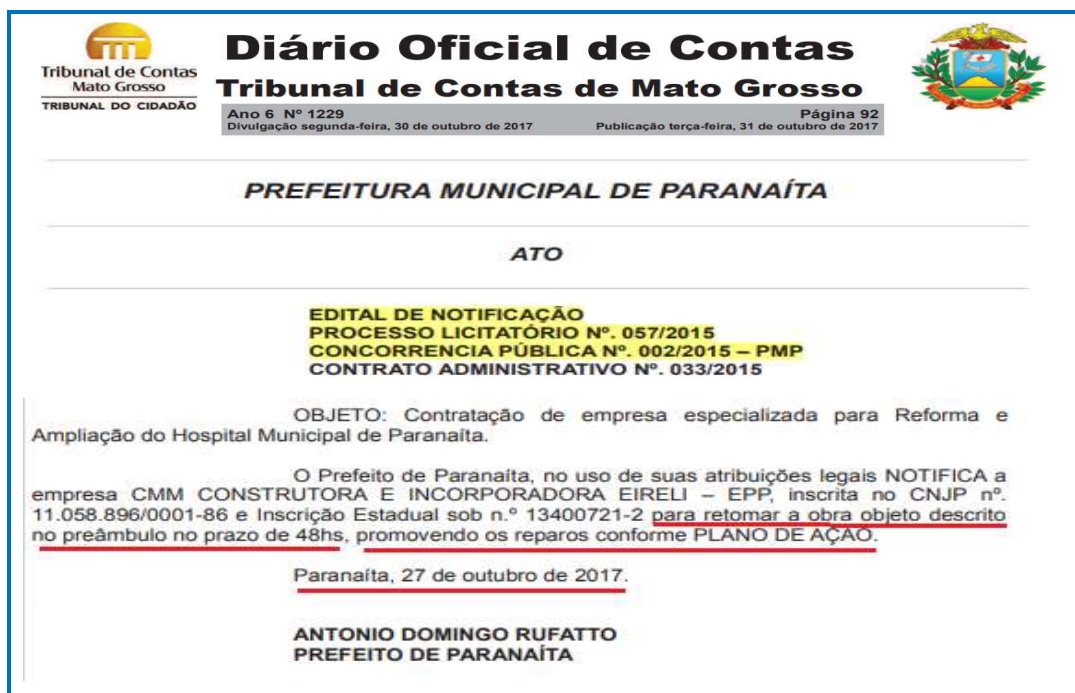 Tribunal de Contas
Mato Grosso
TRIBUNAL DO CIDADÃO
Diário Oficial de Contas
Tribunal de Contas de Mato Grosso
Ano 6 Nº 1229 Página 92
Divulgação segunda-feira, 30 de outubro de 2017 Publicação terça-feira, 31 de outubro de 2017
PREFEITURA MUNICIPAL DE PARANAÍTA
ATO
EDITAL DE NOTIFICAÇÃO
PROCESSO LICITATÓRIO Nº. 057/2015
CONCORRENCIA PÚBLICA Nº. 002/2015 – PMP
CONTRATO ADMINISTRATIVO Nº. 033/2015
OBJETO: Contratação de empresa especializada para Reforma e
Ampliação do Hospital Municipal de Paranaíta.
O Prefeito de Paranaíta, no uso de suas atribuições legais NOTIFICA a
empresa CMM CONSTRUTORA E INCORPORADORA EIRELI – EPP, inscrita no CNJP nº.
11.058.896/0001-86 e Inscrição Estadual sob n.º 13400721-2 para retomar a obra objeto descrito
no preâmbulo no prazo de 48hs, promovendo os reparos conforme PLANO DE AÇÃO.
Paranaíta, 27 de outubro de 2017.
ANTONIO DOMINGO RUFATTO
PREFEITO DE PARANAÍTA